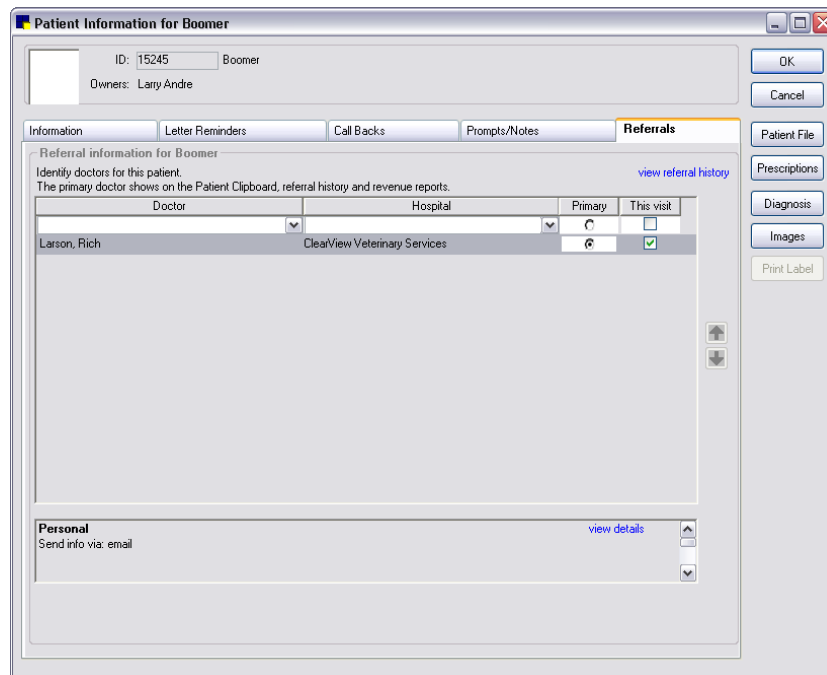 Patient Information for Boomer
ID: 15245 Boomer
Owners: Larry Andre
OK
Cancel
Information Letter Reminders Call Backs Prompts/Notes Referrals
Patient File
Prescriptions
Diagnosis
Images
Print Label
Referral information for Boomer
Identify doctors for this patient. view referral history
The primary doctor shows on the Patient Clipboard, referral history and revenue reports.
Doctor Hospital Primary This visit
Larson, Rich ClearView Veterinary Services
Personal view details
Send info via: email